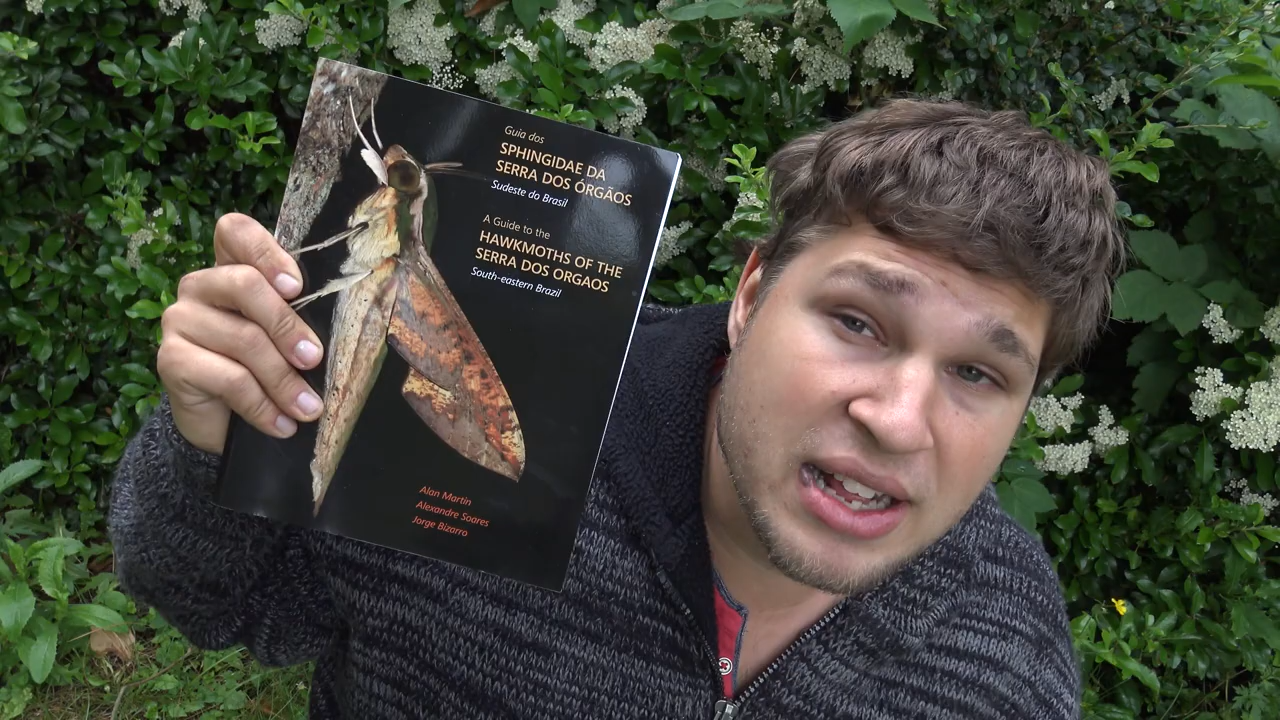 Guia dos
SPHINGIDAE DA
SERRA DOS ÓRGÃOS
Sudeste do Brasil
A Guide to the
HAWKMOTHS OF THE
SERRA DOS ORGAOS
South-eastern Brazil
Alan Martin
Alexandre Soares
Jorge Bizarro